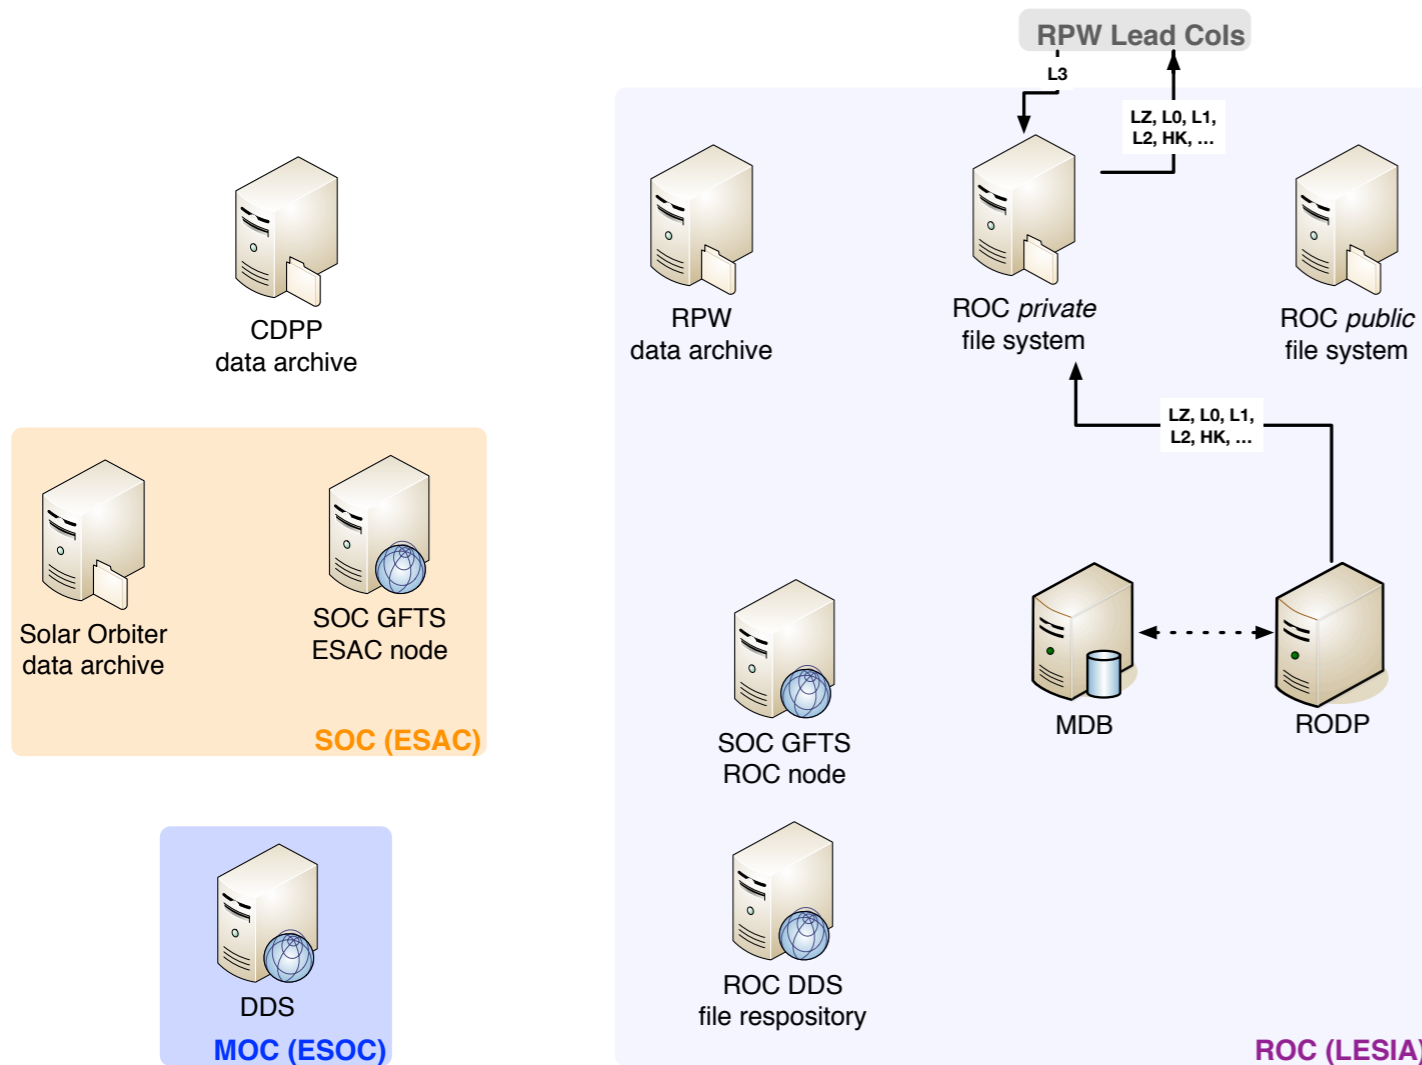 RPW Lead CoIs
L3
LZ, L0, L1,
L2, HK, ...
CDPP
data archive
RPW
data archive
ROC private
file system
ROC public
file system
LZ, L0, L1,
L2, HK, ...
Solar Orbiter
data archive
SOC GFTS
ESAC node
SOC (ESAC)
SOC GFTS
ROC node
MDB
RODP
DDS
MOC (ESOC)
ROC DDS
file respository
ROC (LESIA)